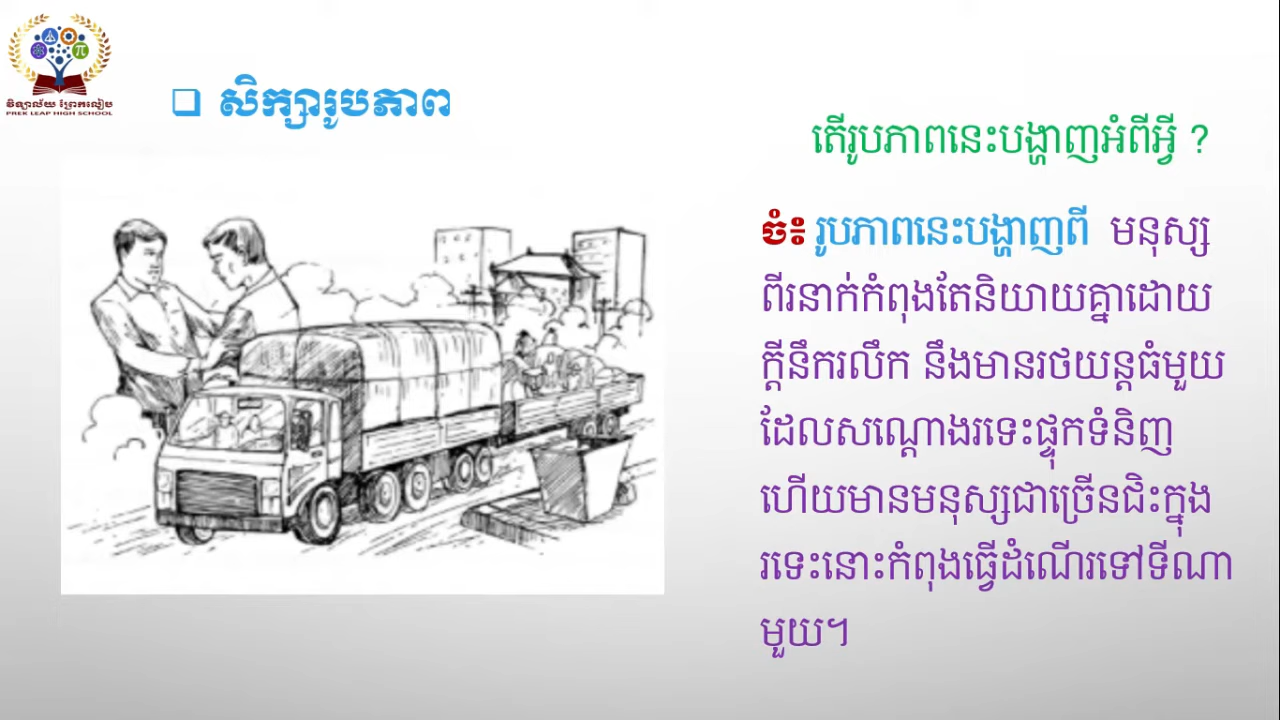 វិទ្យាល័យ ព្រែកលៀប
PREK LEAP HIGH SCHOOL
សិក្សារូបភាព
តើរូបភាពនេះបង្ហាញអំពីអ្វី ?
ចំ៖ រូបភាពនេះបង្ហាញពី មនុស្ស
ពីរនាក់កំពុងតែនិយាយគ្នាដោយ
ក្ដីនឹករលឹក នឹងមានរថយន្តធំមួយ
ដែលសណ្ដោងរទេះផ្ទុកទំនិញ
ហើយមានមនុស្សជាច្រើនជិះក្នុង
រទេះនោះកំពុងធ្វើដំណើរទៅទីណា
មួយ។